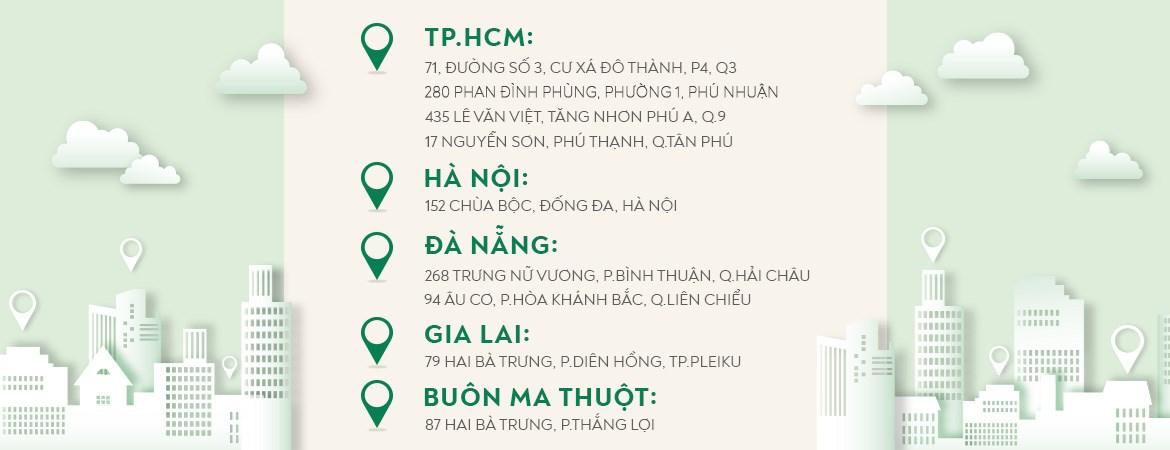 TP.HCM:
71, ĐƯỜNG SỐ 3, CƯ XÁ ĐÔ THÀNH, P4, Q3
280 PHAN ĐÌNH PHÙNG, PHƯỜNG 1, PHÚ NHUẬN
435 LÊ VĂN VIỆT, TĂNG NHƠN PHÚ A, Q.9
17 NGUYỄN SƠN, PHÚ THẠNH, Q.TÂN PHÚ
HÀ NỘI:
152 CHÙA BỘC, ĐỐNG ĐA, HÀ NỘI
ĐÀ NẴNG:
268 TRƯNG NỮ VƯƠNG, P.BÌNH THUẬN, Q.HẢI CHÂU
94 ÂU CƠ, P.HÒA KHÁNH BẮC, Q.LIÊN CHIỂU
GIA LAI:
79 HAI BÀ TRƯNG, P.DIÊN HỒNG, TP.PLEIKU
BUÔN MA THUỘT:
87 HAI BÀ TRƯNG, P.THẮNG LỢI